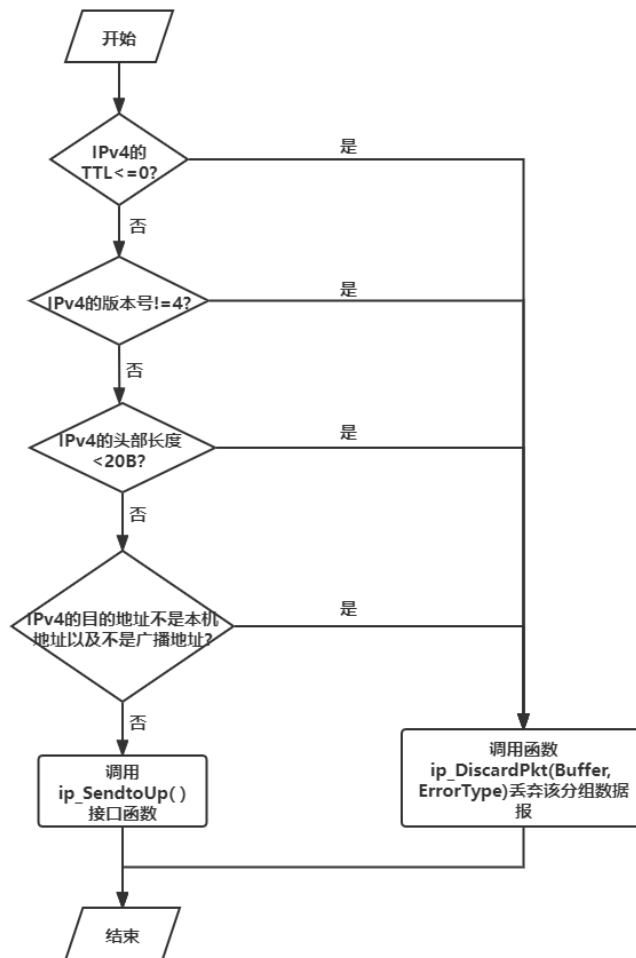 开始
IPv4的
TTL<=0?
是
否
IPv4的版本号!=4?
是
否
IPv4的头部长度
<20B?
是
否
IPv4的目的地址不是本机
地址以及不是广播地址?
是
否
调用
ip_SendtoUp( )
接口函数
调用函数
ip_DiscardPkt(Buffer,
ErrorType)丢弃该分组数据
报
结束